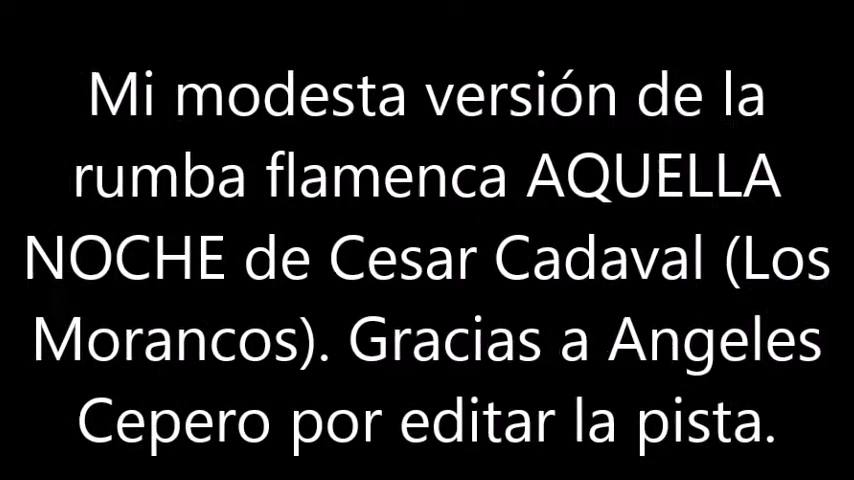 Mi modesta versión de la
rumba flamenca AQUELLA
NOCHE de Cesar Cadaval (Los
Morancos). Gracias a Angeles
Cepero por editar la pista.